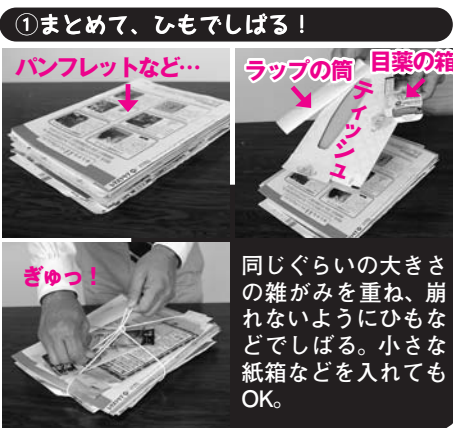 ①まとめて、ひもでしばる！
パンフレットなど…
ラップの筒
目薬の箱
ティッシュ
ぎゅっ！
同じぐらいの大きさ
の雑がみを重ね、崩
れないようにひもな
どでしばる。小さな
紙箱などを入れても
OK。